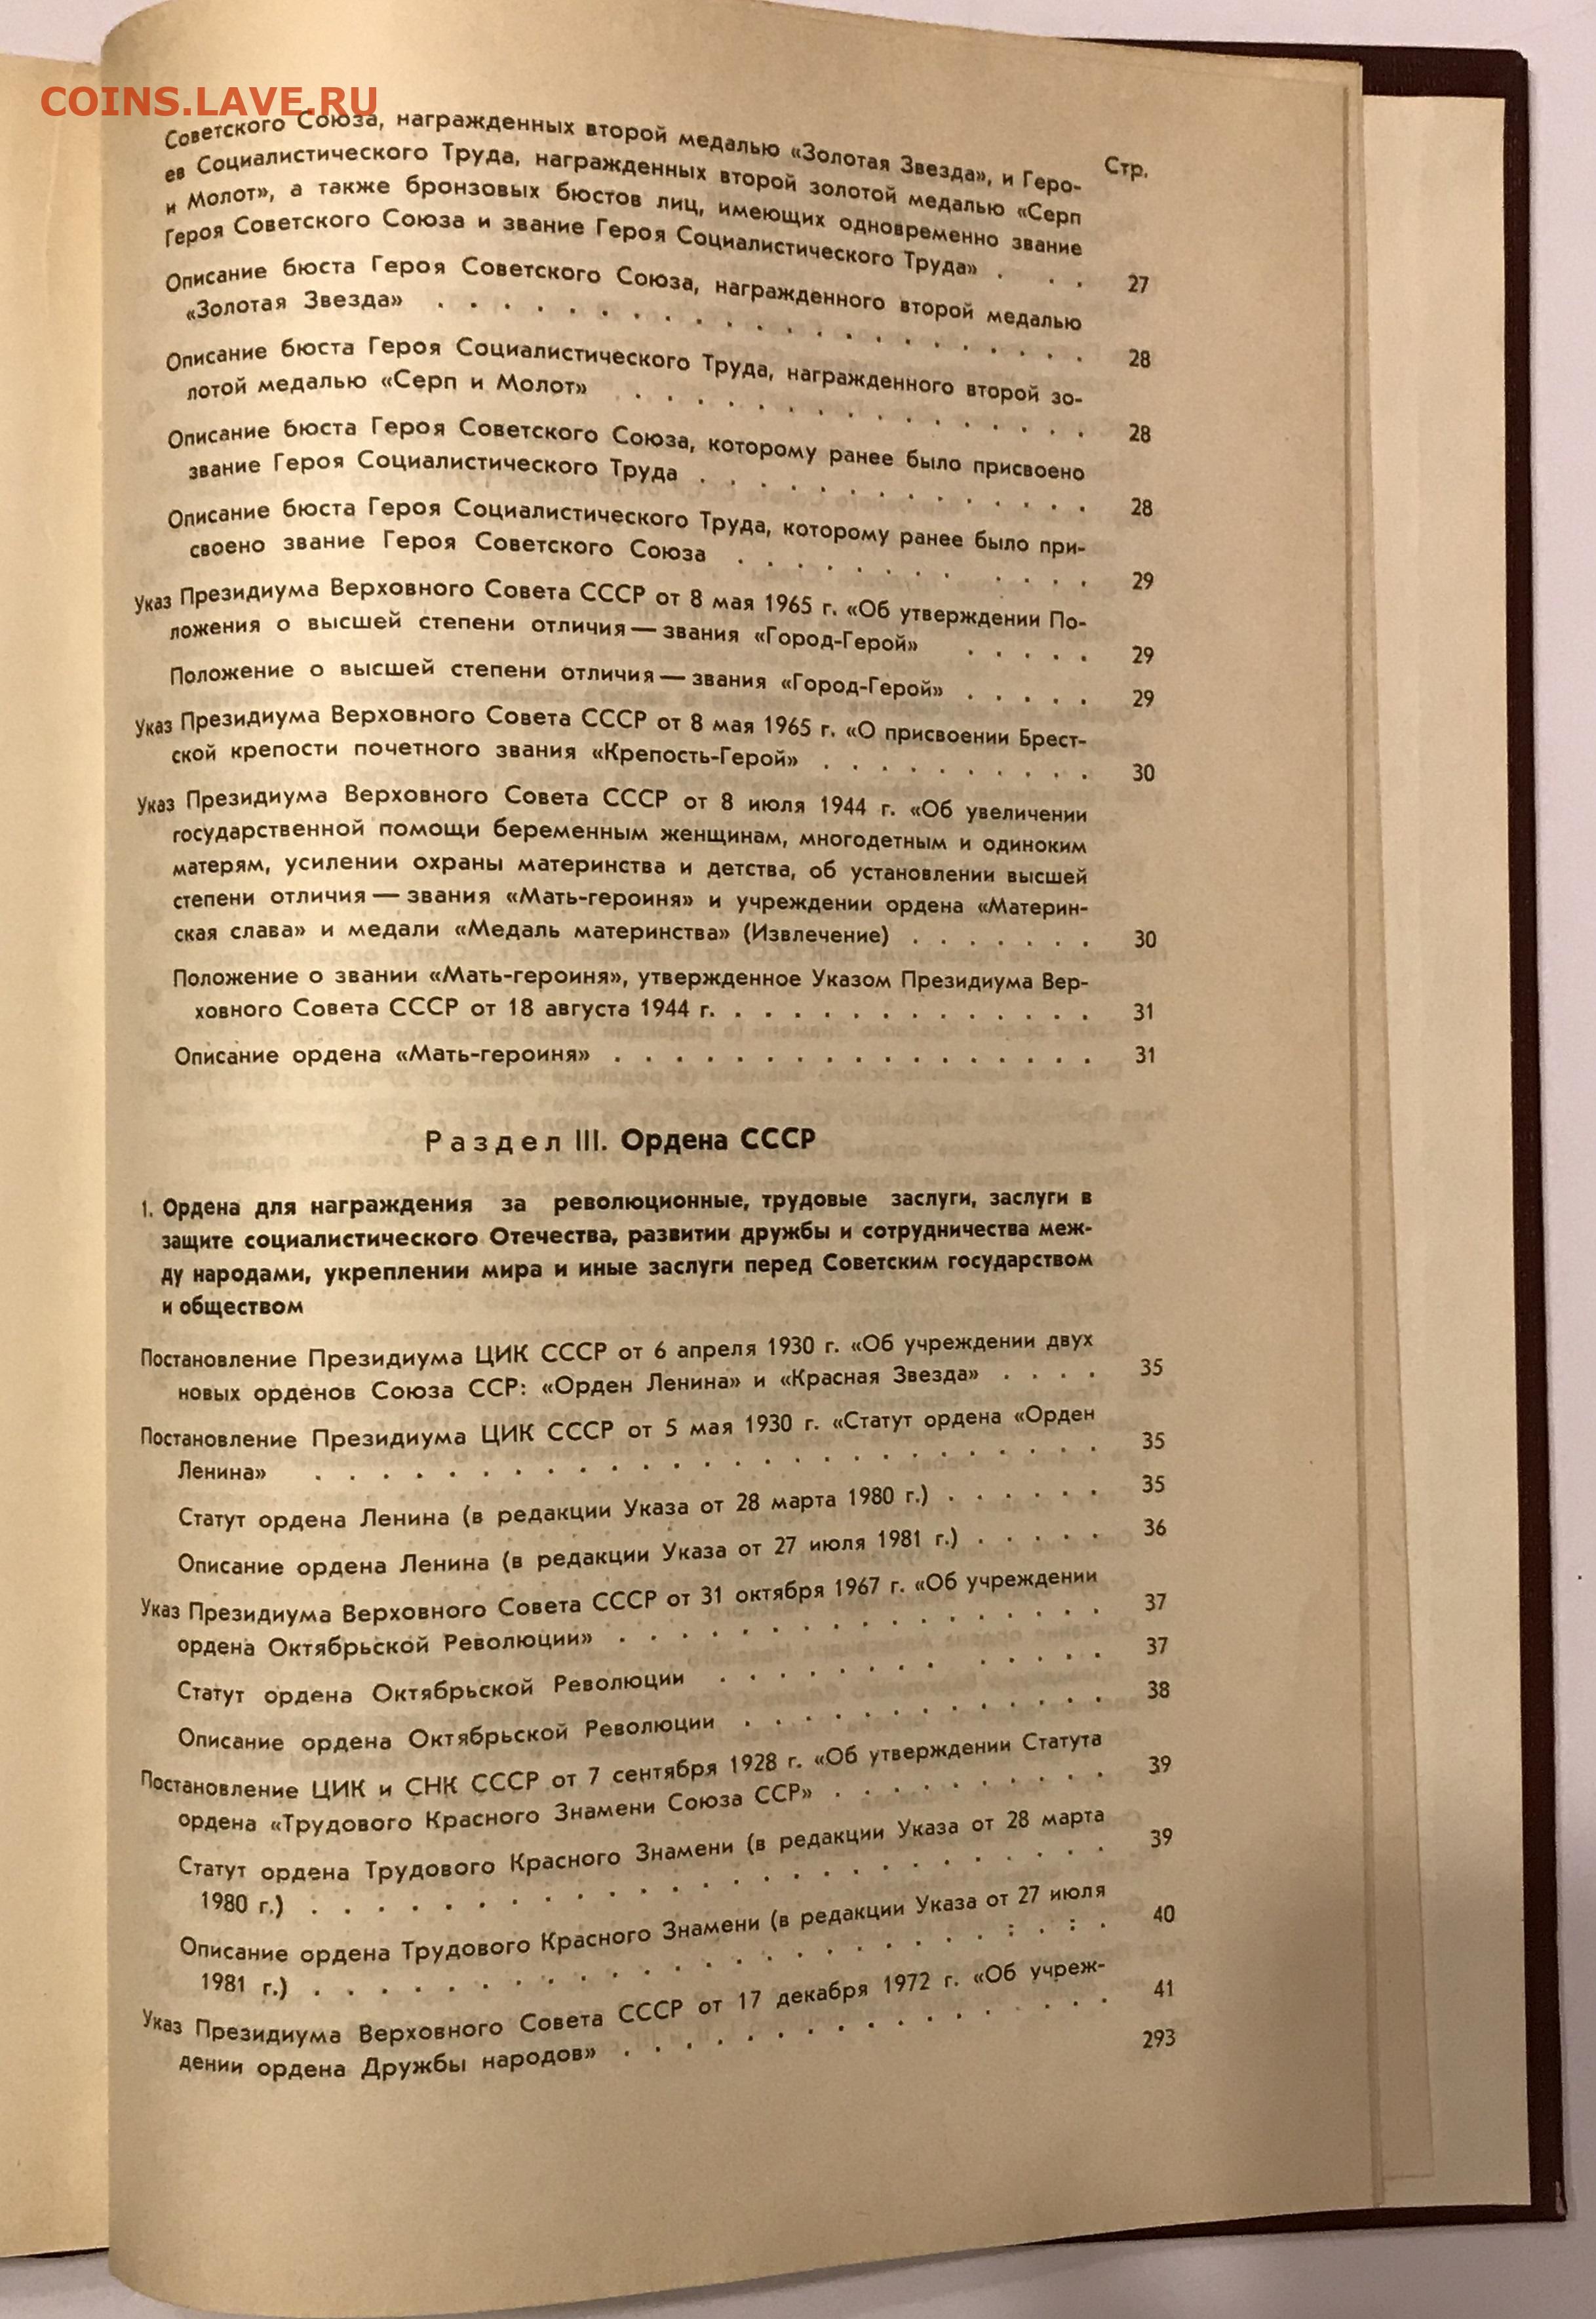 COINS.LAVE.RU
Стр.
Советского Союза, награжденных второй медалью «Золотая Звезда», и Геро-
ев Социалистического Труда, награжденных второй золотой медалью «Серп
и Молот», а также бронзовых бюстов лиц, имеющих одновременно звание
Героя Советского Союза и звание Героя Социалистического Труда» . . . 27
Описание бюста Героя Советского Союза, награжденного второй медалью
«Золотая Звезда» . . . . . . . . . . . . . . . . . . . . 28
Описание бюста Героя Социалистического Труда, награжденного второй зо-
лотой медалью «Серп и Молот» . . . . . . . . . . . . . . . 28
Описание бюста Героя Советского Союза, которому ранее было присвоено
звание Героя Социалистического Труда . . . . . . . . . . . . . 28
Описание бюста Героя Социалистического Труда, которому ранее было при-
своено звание Героя Советского Союза . . . . . . . . . . . 29
Указ Президиума Верховного Совета СССР от 8 мая 1965 г. «Об утверждении По-
ложения о высшей степени отличия — звания «Город-Герой» . . . . . 29
Положение о высшей степени отличия — звания «Город-Герой» . . . . . 29
Указ Президиума Верховного Совета СССР от 8 мая 1965 г. «О присвоении Брест-
ской крепости почетного звания «Крепость-Герой» . . . . . . . . . . 30
Указ Президиума Верховного Совета СССР от 8 июля 1944 г. «Об увеличении
государственной помощи беременным женщинам, многодетным и одиноким
матерям, усилении охраны материнства и детства, об установлении высшей
степени отличия — звания «Мать-героиня» и учреждении ордена «Материн-
ская слава» и медали «Медаль материнства» (Извлечение) . . . . . . . 30
Положение о звании «Мать-героиня», утвержденное Указом Президиума Вер-
ховного Совета СССР от 18 августа 1944 г. . . . . . . . . . . . . 31
Описание ордена «Мать-героиня» . . . . . . . . . . . . . . . . 31
Раздел III. Ордена СССР
1. Ордена для награждения за революционные, трудовые заслуги, заслуги в
защите социалистического Отечества, развитии дружбы и сотрудничества меж-
ду народами, укреплении мира и иные заслуги перед Советским государством
и обществом
Постановление Президиума ЦИК СССР от 6 апреля 1930 г. «Об учреждении двух
новых орденов Союза ССР: «Орден Ленина» и «Красная Звезда» . . . . 35
Постановление Президиума ЦИК СССР от 5 мая 1930 г. «Статут ордена «Орден
Ленина» . . . . . . . . . . . . . . . . . . . . . . . . 35
Статут ордена Ленина (в редакции Указа от 28 марта 1980 г.) . . . . . . 35
Описание ордена Ленина (в редакции Указа от 27 июля 1981 г.) . . . . . 36
Указ Президиума Верховного Совета СССР от 31 октября 1967 г. «Об учреждении
ордена Октябрьской Революции» . . . . . . . . . . . . . . . . 37
Статут ордена Октябрьской Революции . . . . . . . . . . . . 37
Описание ордена Октябрьской Революции . . . . . . . . . . . . 38
Постановление ЦИК и СНК СССР от 7 сентября 1928 г. «Об утверждении Статута
ордена «Трудового Красного Знамени Союза ССР» . . . . . . . . . . 39
Статут ордена Трудового Красного Знамени (в редакции Указа от 28 марта
1980 г.) . . . . . . . . . . . . . . . . . . . . . . . . 39
Описание ордена Трудового Красного Знамени (в редакции Указа от 27 июля
1981 г.) . . . . . . . . . . . . . . . . . . . . . : . : . 40
Указ Президиума Верховного Совета СССР от 17 декабря 1972 г. «Об учреж-
дении ордена Дружбы народов» . . . . . . . . . . . . . . . . 41
293